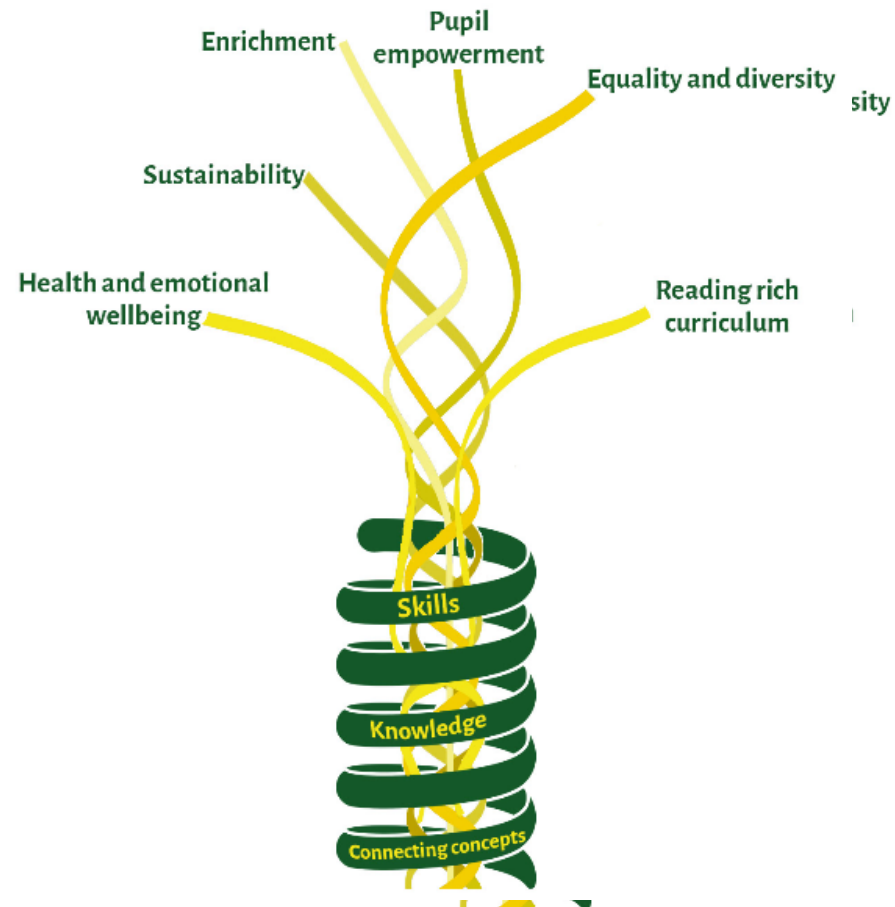 Pupil
empowerment
Enrichment
Equality and diversity
sity
Sustainability
Health and emotional
wellbeing
Reading rich
curriculum
Skills
Knowledge
Connecting concepts